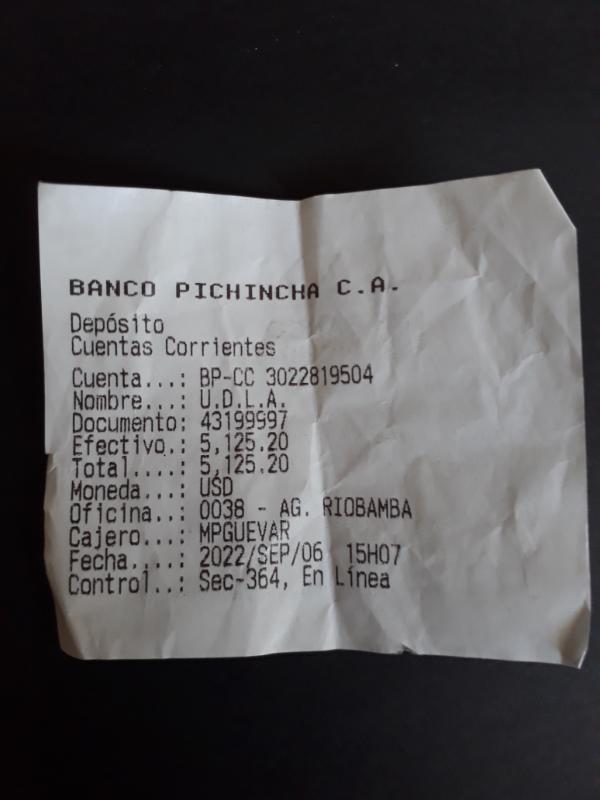 BANCO PICHINCHA C.A.
Depósito
Cuentas Corrientes
Cuenta...: BP-CC 3022819504
Nombre...: U.D.L.A.
Documento: 43199997
Efectivo.: 5,125.20
Total....: 5,125.20
Moneda...: USD
Oficina..: 0038 - AG. RIOBAMBA
Cajero...: MPGUEVAR
Fecha....: 2022/SEP/06 15H07
Control..: Sec-364, En Línea